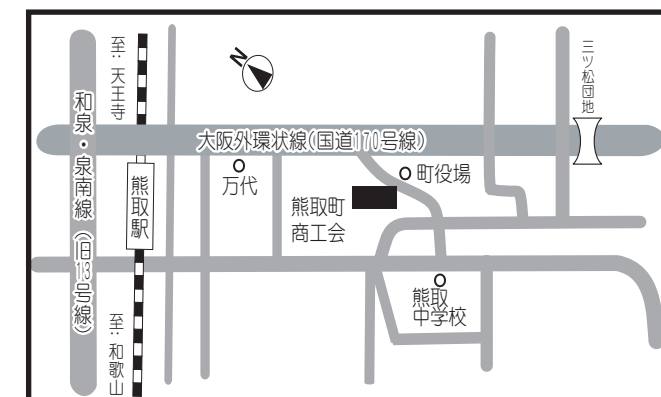 至:天王寺
N
三ツ松団地
和泉・泉南線(旧13号線)
大阪外環状線(国道170号線)
万代
町役場
熊取駅
熊取町
商工会
熊取
中学校
至:和歌山